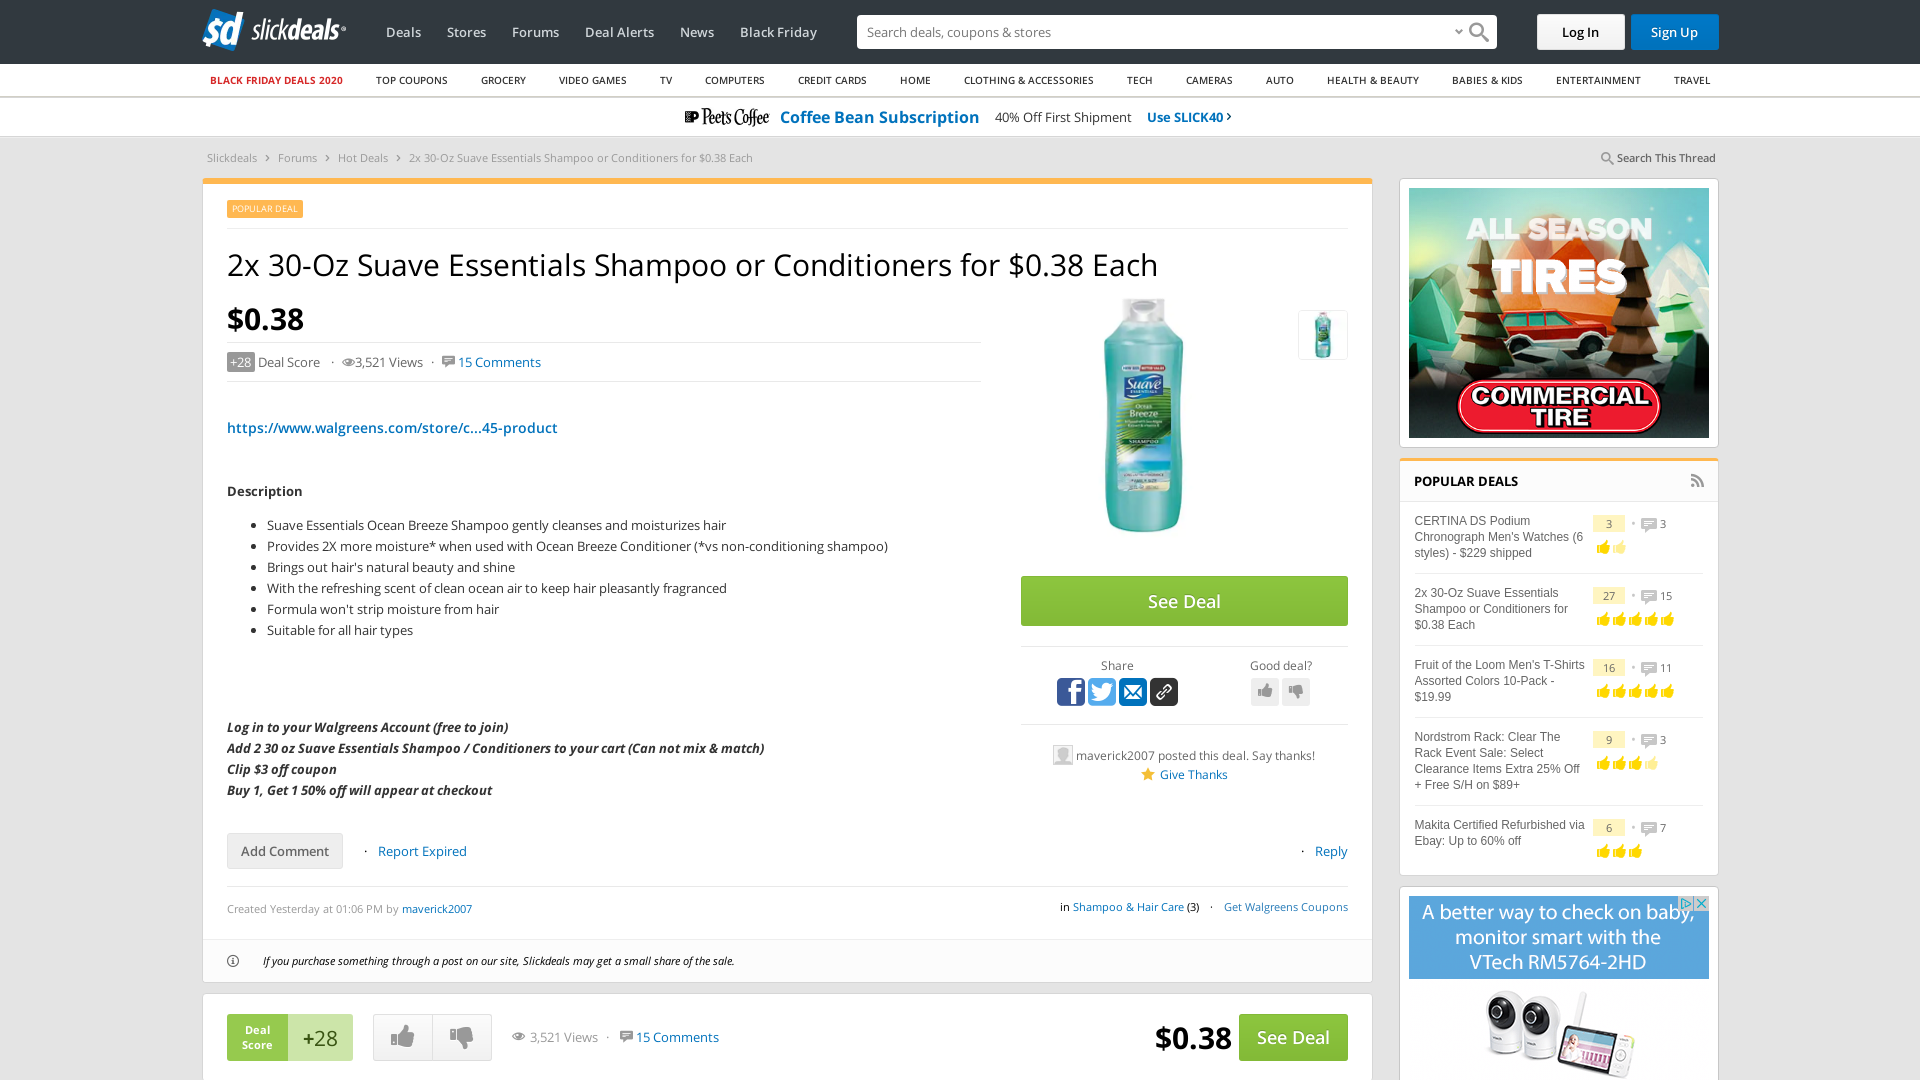 slickdeals
Deals Stores Forums Deal Alerts News Black Friday
Search deals, coupons & stores
Log In Sign Up
BLACK FRIDAY DEALS 2020 TOP COUPONS GROCERY VIDEO GAMES TV COMPUTERS CREDIT CARDS HOME CLOTHING & ACCESSORIES TECH CAMERAS AUTO HEALTH & BEAUTY BABIES & KIDS ENTERTAINMENT TRAVEL
Peet's Coffee Coffee Bean Subscription 40% Off First Shipment Use SLICK40 ›
Slickdeals › Forums › Hot Deals › 2x 30-Oz Suave Essentials Shampoo or Conditioners for $0.38 Each
Search This Thread
POPULAR DEAL
2x 30-Oz Suave Essentials Shampoo or Conditioners for $0.38 Each
$0.38
+28 Deal Score · 3,521 Views · 15 Comments
https://www.walgreens.com/store/c...45-product
Description
• Suave Essentials Ocean Breeze Shampoo gently cleanses and moisturizes hair
• Provides 2X more moisture* when used with Ocean Breeze Conditioner (*vs non-conditioning shampoo)
• Brings out hair's natural beauty and shine
• With the refreshing scent of clean ocean air to keep hair pleasantly fragranced
• Formula won't strip moisture from hair
• Suitable for all hair types
Log in to your Walgreens Account (free to join)
Add 2 30 oz Suave Essentials Shampoo / Conditioners to your cart (Can not mix & match)
Clip $3 off coupon
Buy 1, Get 1 50% off will appear at checkout
Suave
ESSENTIALS
Ocean
Breeze
SHAMPOO
See Deal
Share
Good deal?
maverick2007 posted this deal. Say thanks!
Give Thanks
Add Comment · Report Expired
· Reply
Created Yesterday at 01:06 PM by maverick2007
in Shampoo & Hair Care (3) · Get Walgreens Coupons
If you purchase something through a post on our site, Slickdeals may get a small share of the sale.
Deal
Score
+28
3,521 Views · 15 Comments
$0.38 See Deal
ALL SEASON
TIRES
COMMERCIAL
TIRE
POPULAR DEALS
CERTINA DS Podium
Chronograph Men's Watches (6
styles) - $229 shipped
3 · 3
2x 30-Oz Suave Essentials
Shampoo or Conditioners for
$0.38 Each
27 · 15
Fruit of the Loom Men's T-Shirts
Assorted Colors 10-Pack -
$19.99
16 · 11
Nordstrom Rack: Clear The
Rack Event Sale: Select
Clearance Items Extra 25% Off
+ Free S/H on $89+
9 · 3
Makita Certified Refurbished via
Ebay: Up to 60% off
6 · 7
A better way to check on baby,
monitor smart with the
VTech RM5764-2HD